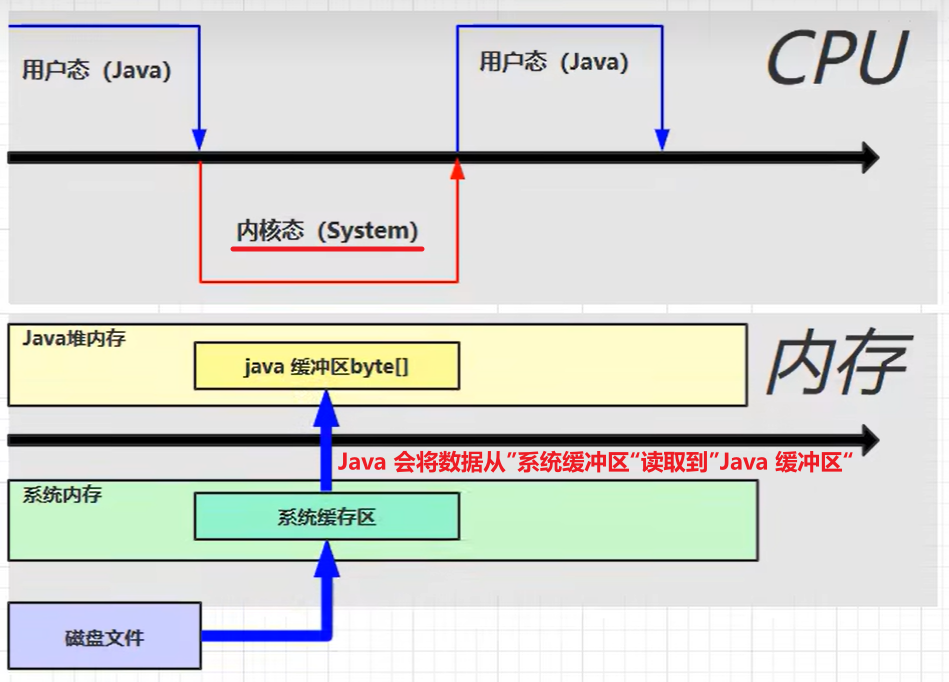 用户态（Java）
用户态（Java）
CPU
内核态（System）
Java堆内存
java 缓冲区byte[]
内存
Java 会将数据从”系统缓冲区“读取到”Java 缓冲区“
系统内存
系统缓存区
磁盘文件